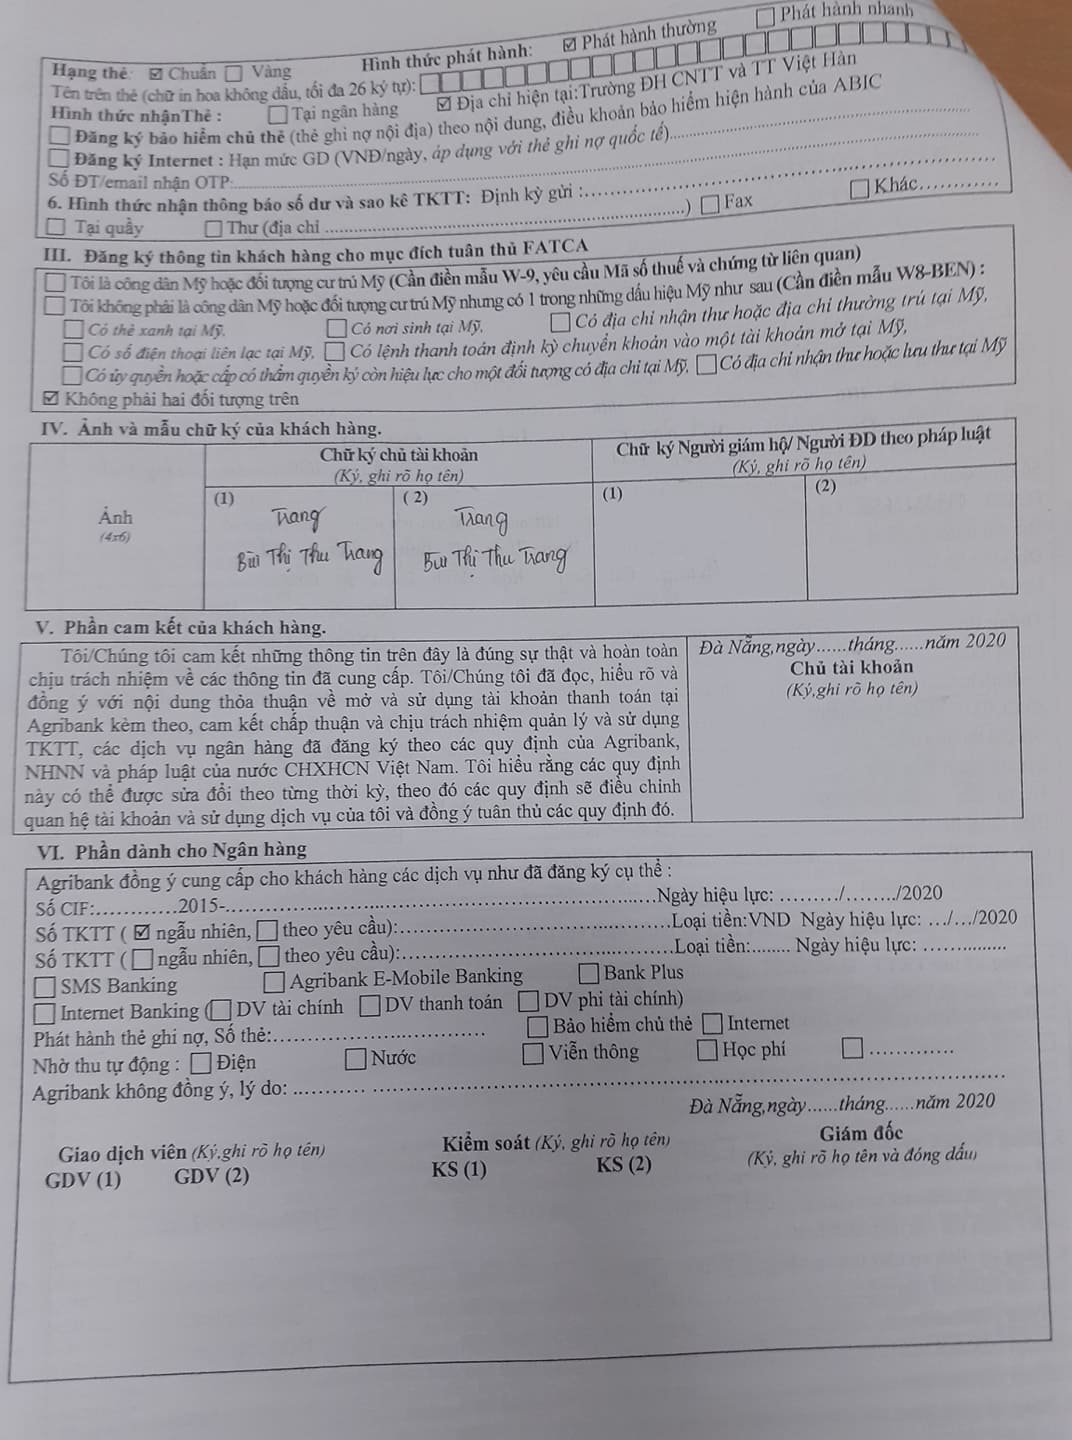 Hạng thẻ: ☑ Chuẩn ☐ Vàng Hình thức phát hành: ☑ Phát hành thường ☐ Phát hành nhanh
Tên trên thẻ (chữ in hoa không dấu, tối đa 26 ký tự):
Hình thức nhậnThẻ : ☐ Tại ngân hàng ☑ Địa chỉ hiện tại:Trường ĐH CNTT và TT Việt Hàn
☐ Đăng ký bảo hiểm chủ thẻ (thẻ ghi nợ nội địa) theo nội dung, điều khoản bảo hiểm hiện hành của ABIC
☐ Đăng ký Internet : Hạn mức GD (VNĐ/ngày, áp dụng với thẻ ghi nợ quốc tế)..........
Số ĐT/email nhận OTP:..........
6. Hình thức nhận thông báo số dư và sao kê TKTT: Định kỳ gửi :..........
☐ Tại quầy ☐ Thư (địa chỉ ..........) ☐ Fax ☐ Khác..........
III. Đăng ký thông tin khách hàng cho mục đích tuân thủ FATCA
☐ Tôi là công dân Mỹ hoặc đối tượng cư trú Mỹ (Cần điền mẫu W-9, yêu cầu Mã số thuế và chứng từ liên quan)
☐ Tôi không phải là công dân Mỹ hoặc đối tượng cư trú Mỹ nhưng có 1 trong những dấu hiệu Mỹ như sau (Cần điền mẫu W8-BEN) :
☐ Có thẻ xanh tại Mỹ. ☐ Có nơi sinh tại Mỹ, ☐ Có địa chỉ nhận thư hoặc địa chỉ thường trú tại Mỹ,
☐ Có số điện thoại liên lạc tại Mỹ, ☐ Có lệnh thanh toán định kỳ chuyển khoản vào một tài khoản mở tại Mỹ,
☐ Có ủy quyền hoặc cấp có thẩm quyền ký còn hiệu lực cho một đối tượng có địa chỉ tại Mỹ, ☐ Có địa chỉ nhận thư hoặc lưu thư tại Mỹ
☑ Không phải hai đối tượng trên
IV. Ảnh và mẫu chữ ký của khách hàng.
Chữ ký chủ tài khoản Chữ ký Người giám hộ/ Người ĐD theo pháp luật
(Ký, ghi rõ họ tên) (Ký, ghi rõ họ tên)
(1) ( 2) (1) (2)
Ảnh Trang Trang
(4x6)
Bùi Thị Thu Trang Bùi Thị Thu Trang
V. Phần cam kết của khách hàng.
Tôi/Chúng tôi cam kết những thông tin trên đây là đúng sự thật và hoàn toàn
chịu trách nhiệm về các thông tin đã cung cấp. Tôi/Chúng tôi đã đọc, hiểu rõ và
đồng ý với nội dung thỏa thuận về mở và sử dụng tài khoản thanh toán tại
Agribank kèm theo, cam kết chấp thuận và chịu trách nhiệm quản lý và sử dụng
TKTT, các dịch vụ ngân hàng đã đăng ký theo các quy định của Agribank,
NHNN và pháp luật của nước CHXHCN Việt Nam. Tôi hiểu rằng các quy định
này có thể được sửa đổi theo từng thời kỳ, theo đó các quy định sẽ điều chỉnh
quan hệ tài khoản và sử dụng dịch vụ của tôi và đồng ý tuân thủ các quy định đó.
Đà Nẵng,ngày......tháng......năm 2020
Chủ tài khoản
(Ký,ghi rõ họ tên)
VI. Phần dành cho Ngân hàng
Agribank đồng ý cung cấp cho khách hàng các dịch vụ như đã đăng ký cụ thể :
Số CIF:............2015-..........Ngày hiệu lực: ........./......../2020
Số TKTT ( ☑ ngẫu nhiên, ☐ theo yêu cầu):..........Loại tiền:VND Ngày hiệu lực: .../.../2020
Số TKTT ( ☐ ngẫu nhiên, ☐ theo yêu cầu):..........Loại tiền:........ Ngày hiệu lực: ..........
☐ SMS Banking ☐ Agribank E-Mobile Banking ☐ Bank Plus
☐ Internet Banking (☐ DV tài chính ☐ DV thanh toán ☐ DV phi tài chính)
Phát hành thẻ ghi nợ, Số thẻ:.......... ☐ Bảo hiểm chủ thẻ ☐ Internet
Nhờ thu tự động : ☐ Điện ☐ Nước ☐ Viễn thông ☐ Học phí ☐ ..........
Agribank không đồng ý, lý do: ..........
Đà Nẵng,ngày......tháng......năm 2020
Giao dịch viên (Ký,ghi rõ họ tên) Kiểm soát (Ký, ghi rõ họ tên) Giám đốc
GDV (1) GDV (2) KS (1) KS (2) (Ký, ghi rõ họ tên và đóng dấu)